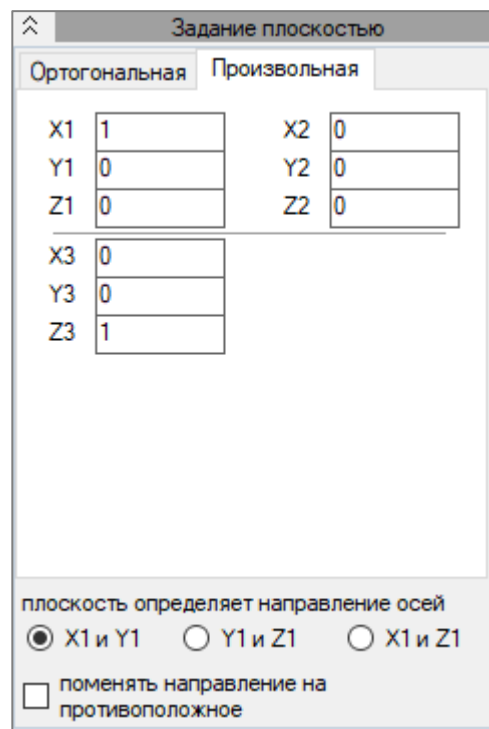 Задание плоскостью
Ортогональная Произвольная
X1 1 X2 0
Y1 0 Y2 0
Z1 0 Z2 0
X3 0
Y3 0
Z3 1
плоскость определяет направление осей
X1 и Y1 Y1 и Z1 X1 и Z1
поменять направление на
противоположное